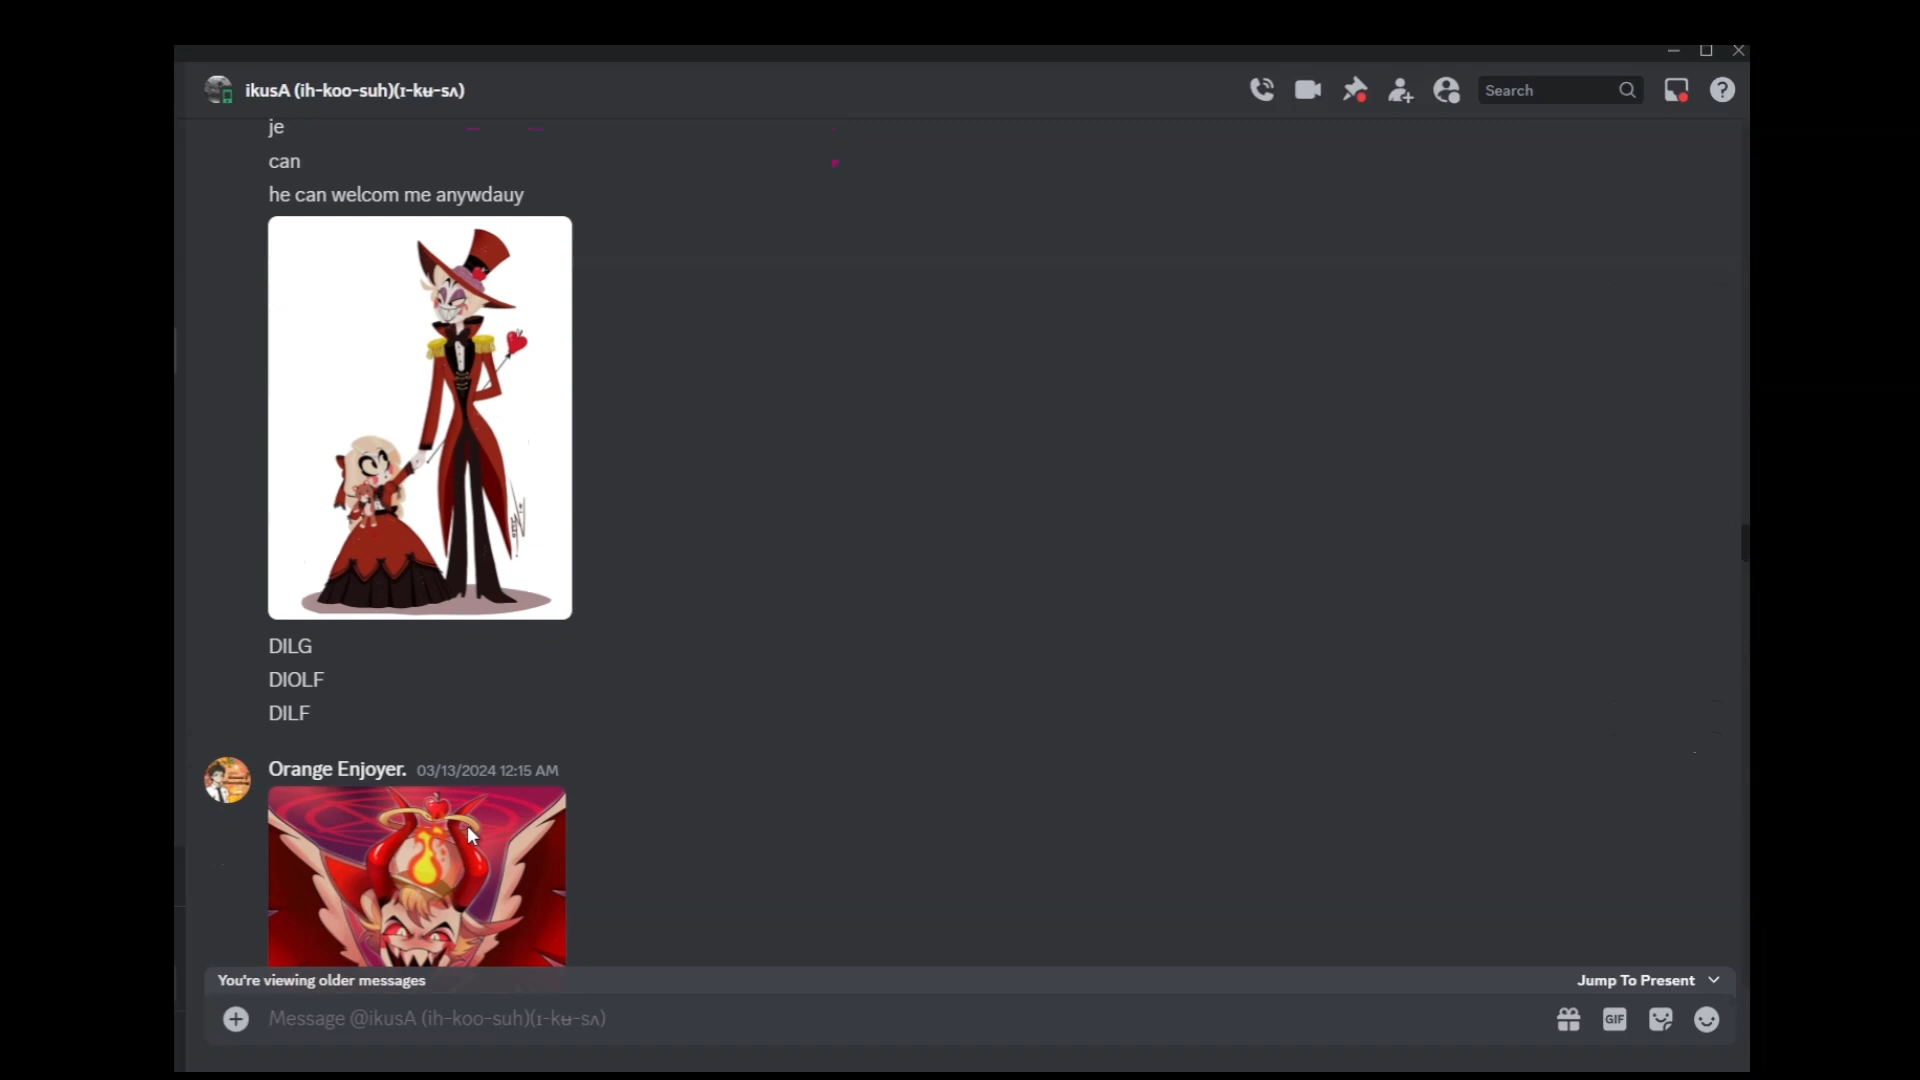 ikusA (ih-koo-suh)(ɪ-kʉ-sʌ)
Search
je
can
he can welcom me anywdauy
DILG
DIOLF
DILF
Orange Enjoyer. 03/13/2024 12:15 AM
You're viewing older messages
Jump To Present
Message @ikusA (ih-koo-suh)(ɪ-kʉ-sʌ)
GIF